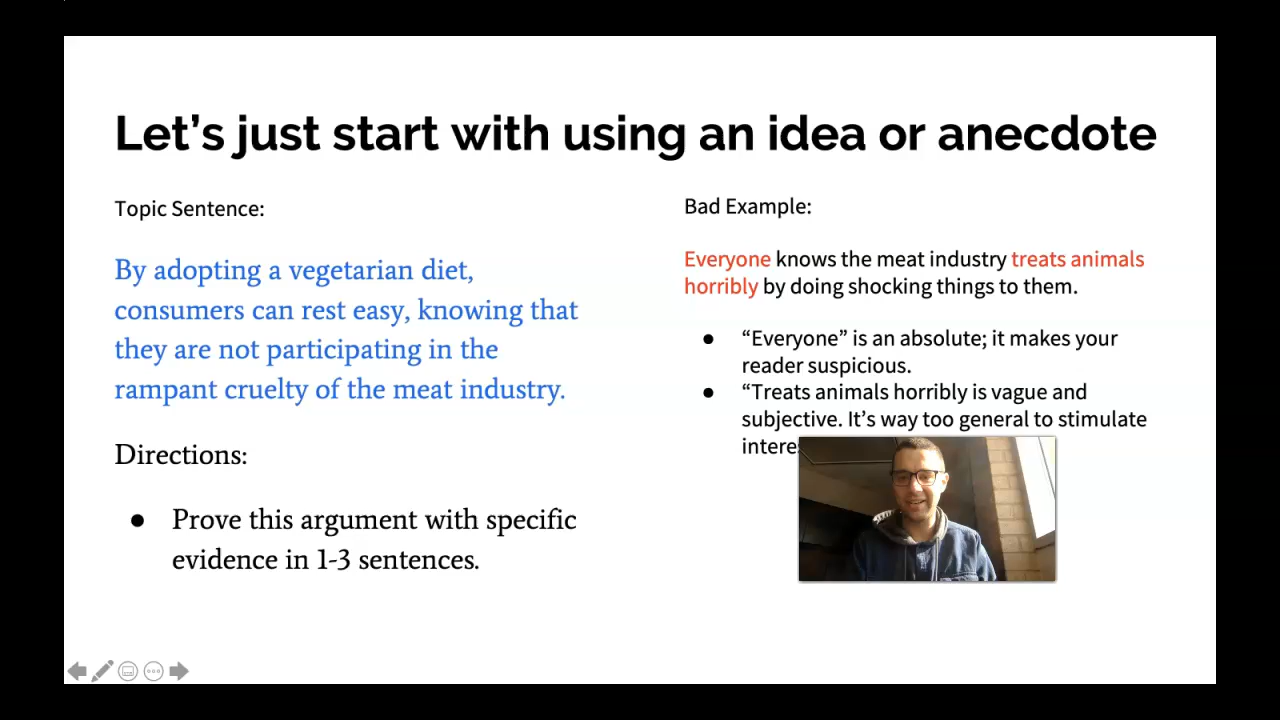 Let’s just start with using an idea or anecdote
Topic Sentence:
By adopting a vegetarian diet,
consumers can rest easy, knowing that
they are not participating in the
rampant cruelty of the meat industry.
Directions:
● Prove this argument with specific
evidence in 1-3 sentences.
Bad Example:
Everyone knows the meat industry treats animals
horribly by doing shocking things to them.
● “Everyone” is an absolute; it makes your
reader suspicious.
● “Treats animals horribly is vague and
subjective. It’s way too general to stimulate